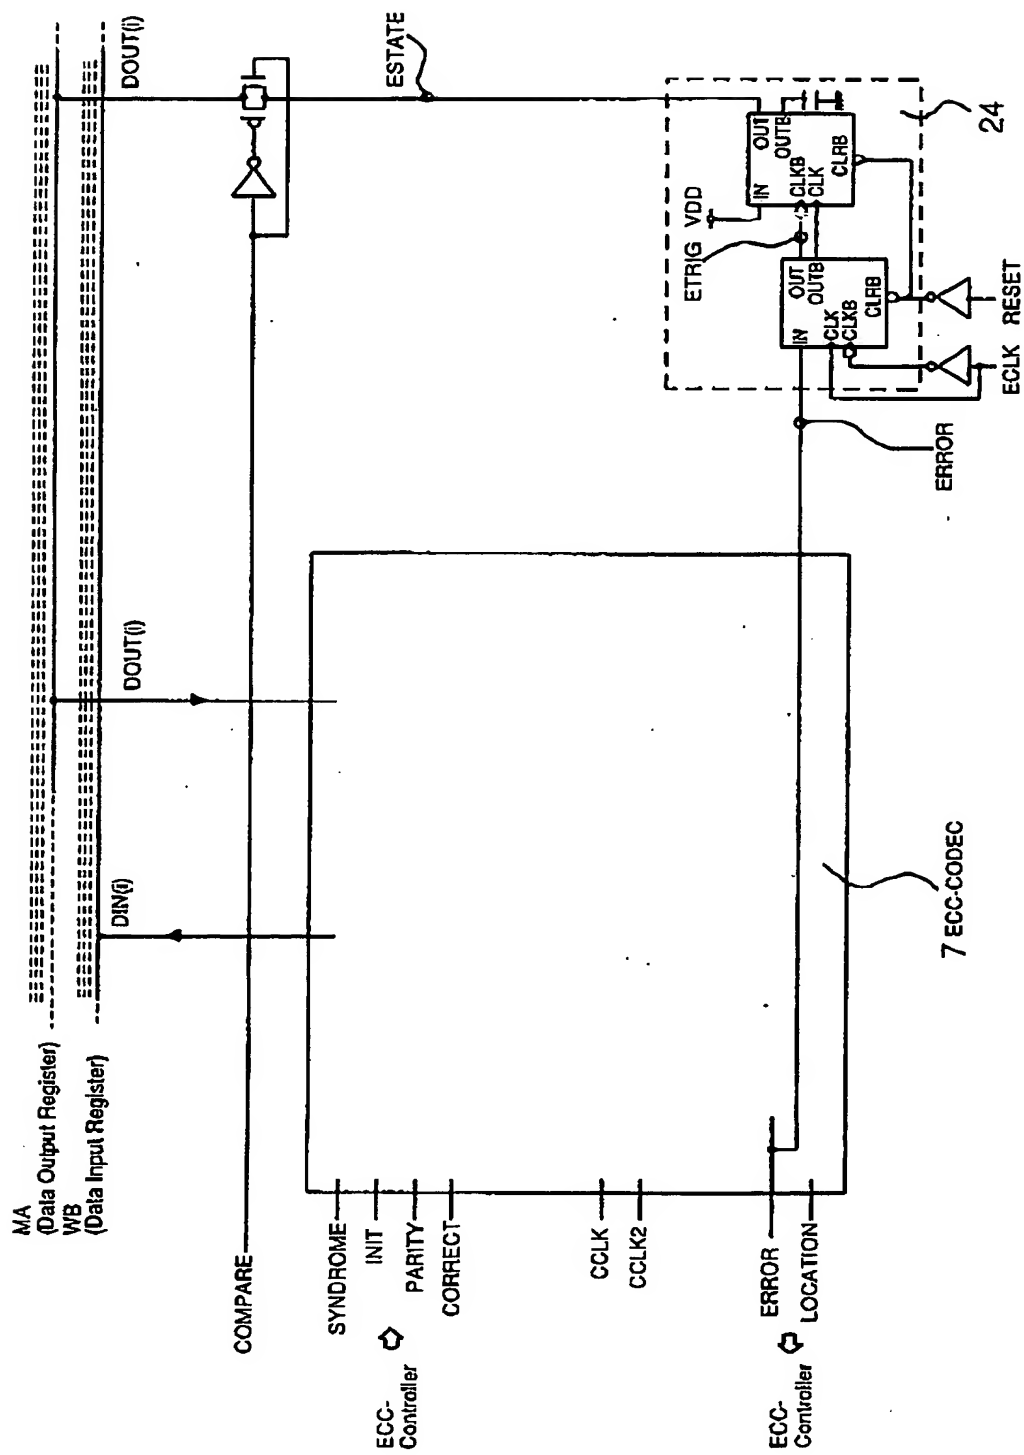 MA
(Data Output Register)
WB
(Data Input Register)
DIN(i)
DOUT(i)
DOUT(i)
COMPARE
ESTATE
SYNDROME
INIT
PARITY
CORRECT
ECC-
Controller
CCLK
CCLK2
ERROR
LOCATION
ECC-
Controller
7 ECC-CODEC
ERROR
ETRIG
VDD
IN
OUT
OUTB
CLKB
CLK
CLRB
IN
OUT
OUTB
CLK
CLKB
CLRB
ECLK
RESET
24